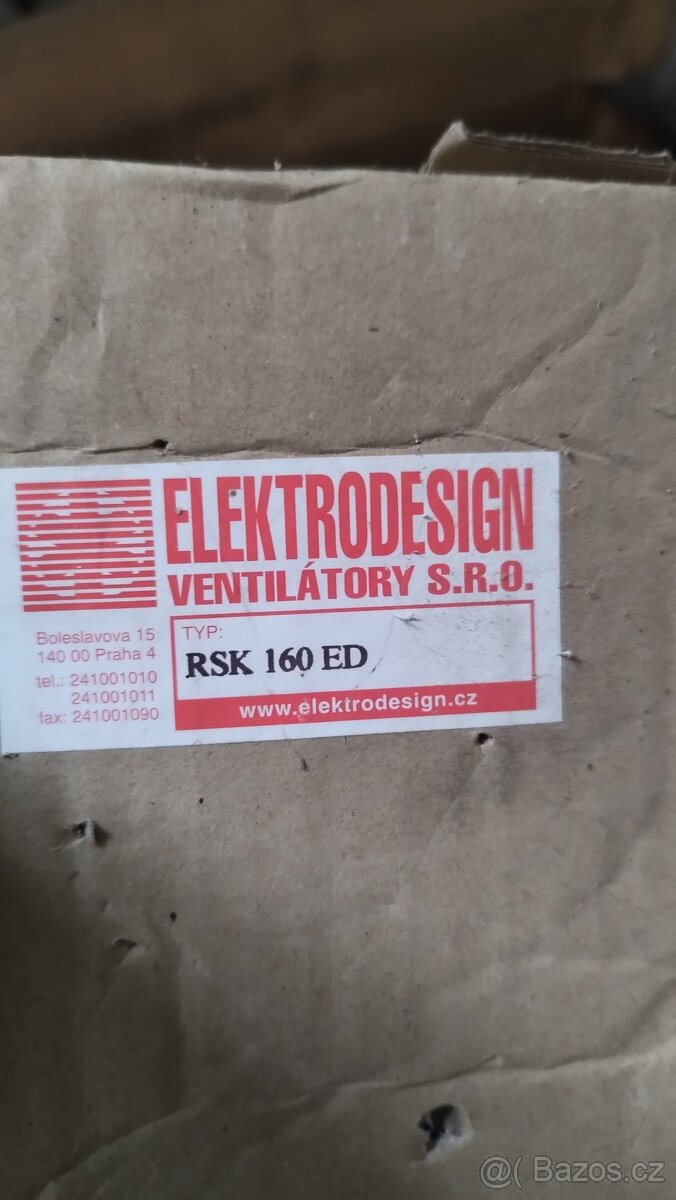 ELEKTRODESIGN
VENTILÁTORY S.R.O.
Boleslavova 15
140 00 Praha 4
tel.: 241001010
241001011
fax: 241001090
TYP:
RSK 160 ED
www.elektrodesign.cz
@( Bazos.cz